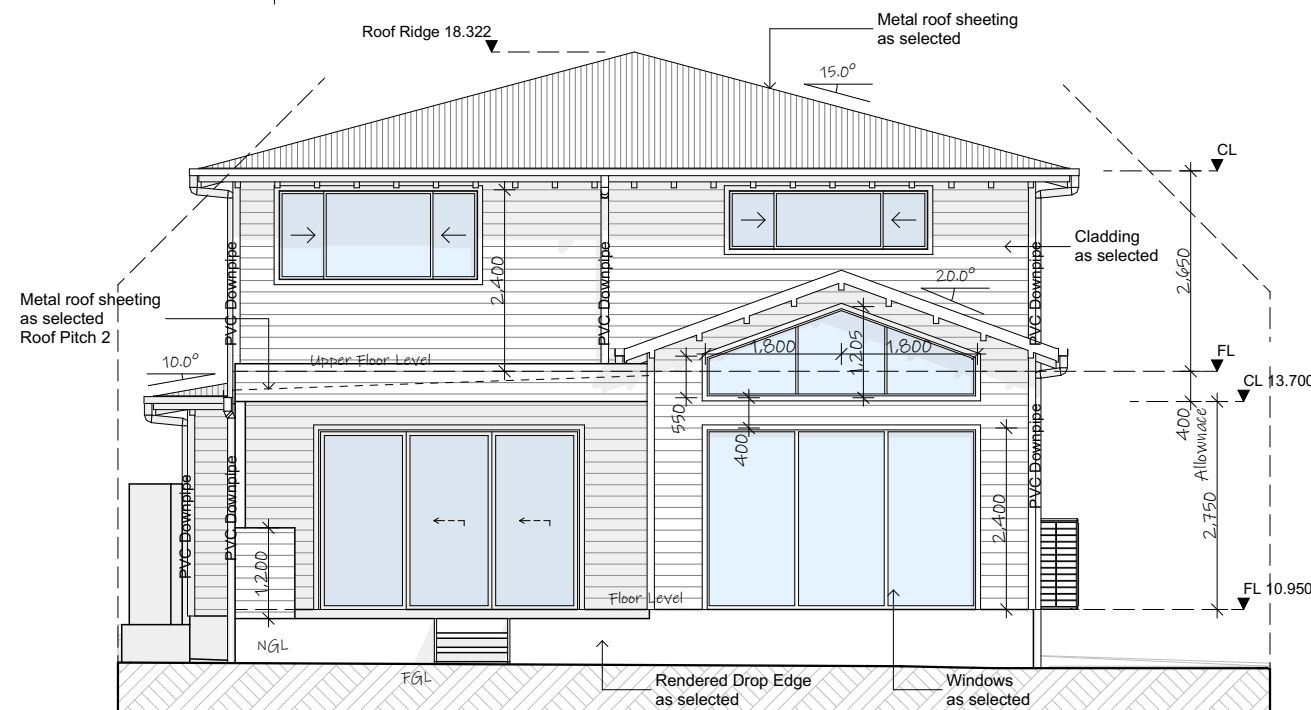 Roof Ridge 18.322
Metal roof sheeting
as selected
15.0°
CL
PVC Downpipe
PVC Downpipe
PVC Downpipe
2,400
Cladding
as selected
2,650
20.0°
Metal roof sheeting
as selected
Roof Pitch 2
10.0°
Upper Floor Level
1,800
1,205
1,800
FL
CL 13.700
550
400
400
Allownace
PVC Downpipe
PVC Downpipe
PVC Downpipe
2,400
2,750
1,200
Floor Level
FL 10.950
NGL
FGL
Rendered Drop Edge
as selected
Windows
as selected